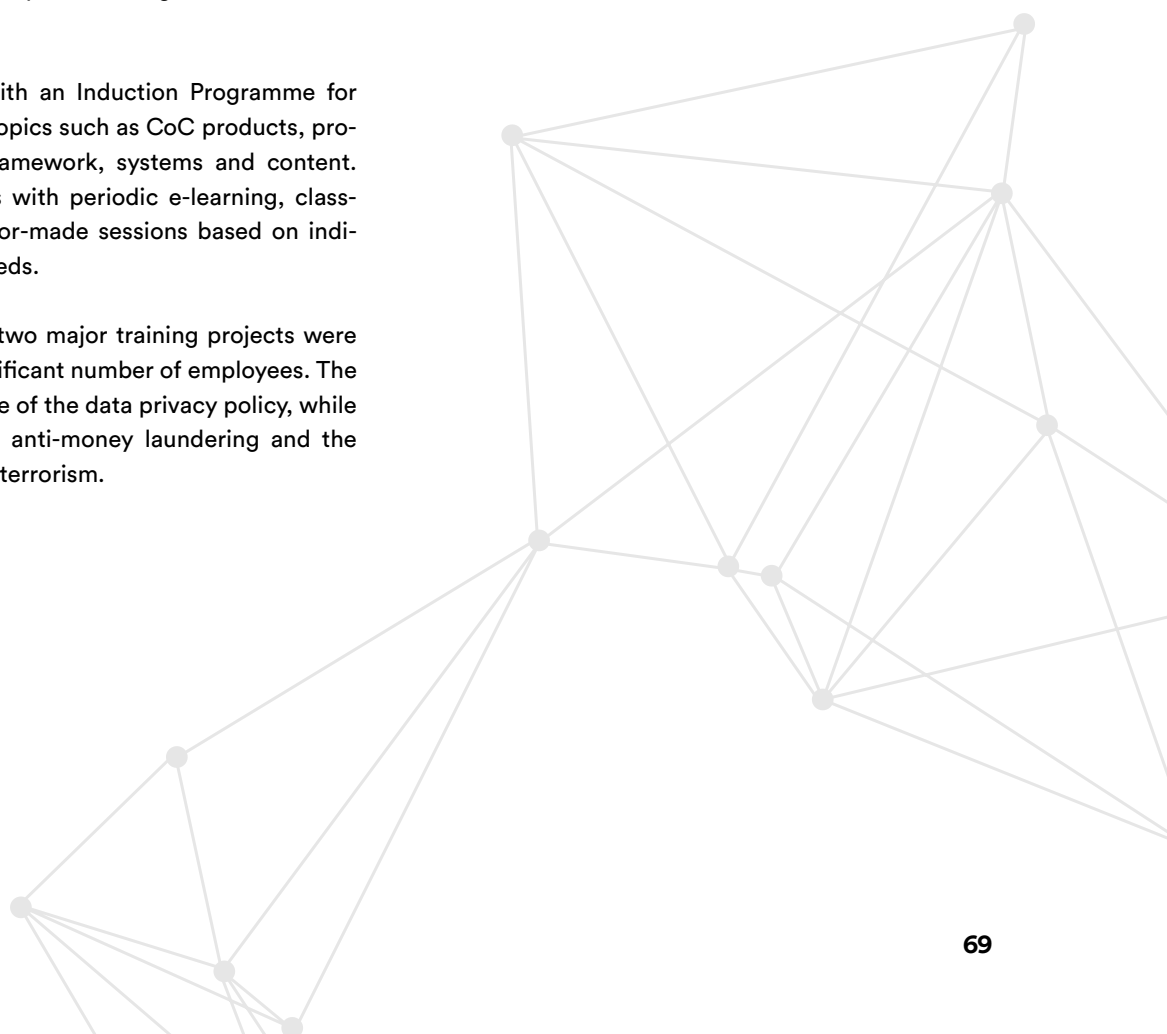 ith an Induction Programme for
opics such as CoC products, pro-
amework, systems and content.
s with periodic e-learning, class-
or-made sessions based on indi-
eds.
two major training projects were
ificant number of employees. The
e of the data privacy policy, while
anti-money laundering and the
terrorism.
69